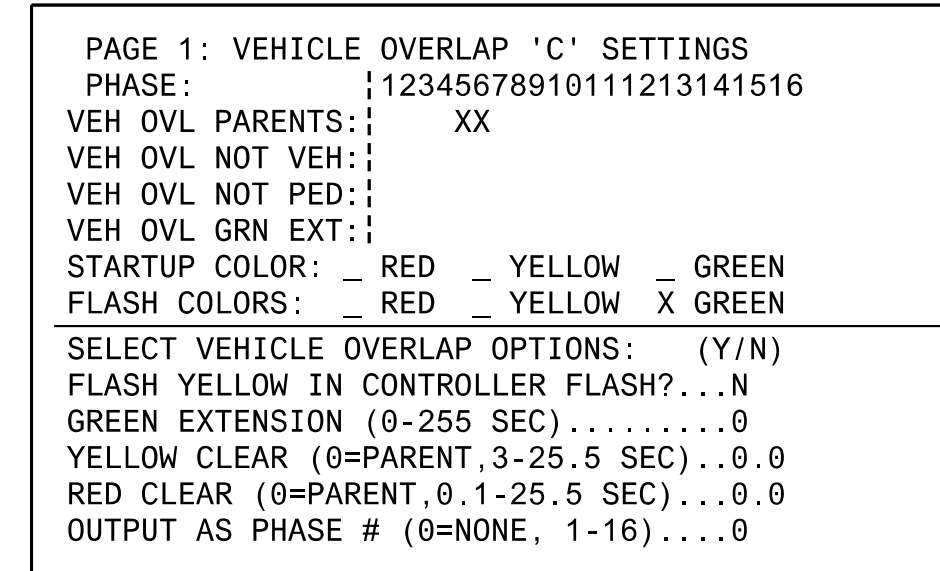 PAGE 1: VEHICLE OVERLAP 'C' SETTINGS
PHASE: ¦12345678910111213141516
VEH OVL PARENTS:¦    XX
VEH OVL NOT VEH:¦
VEH OVL NOT PED:¦
VEH OVL GRN EXT:¦
STARTUP COLOR: _ RED _ YELLOW _ GREEN
FLASH COLORS: _ RED _ YELLOW X GREEN
SELECT VEHICLE OVERLAP OPTIONS: (Y/N)
FLASH YELLOW IN CONTROLLER FLASH?...N
GREEN EXTENSION (0-255 SEC).........0
YELLOW CLEAR (0=PARENT,3-25.5 SEC)..0.0
RED CLEAR (0=PARENT,0.1-25.5 SEC)...0.0
OUTPUT AS PHASE # (0=NONE, 1-16)....0